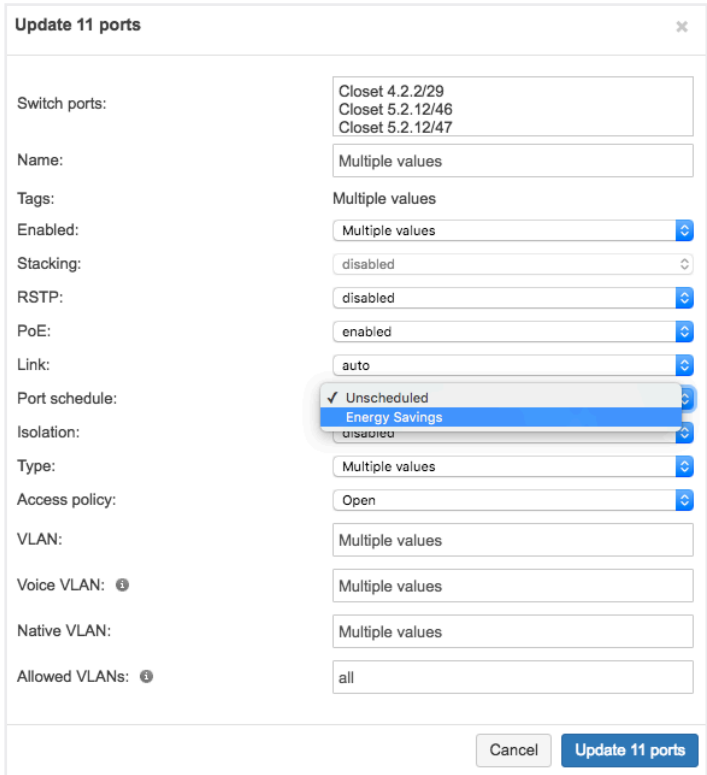 Update 11 ports
Switch ports:
Closet 4.2.2/29
Closet 5.2.12/46
Closet 5.2.12/47
Name: Multiple values
Tags: Multiple values
Enabled: Multiple values
Stacking: disabled
RSTP: disabled
PoE: enabled
Link: auto
Port schedule: ✓ Unscheduled
Energy Savings
Isolation: disabled
Type: Multiple values
Access policy: Open
VLAN: Multiple values
Voice VLAN: Multiple values
Native VLAN: Multiple values
Allowed VLANs: all
Cancel Update 11 ports